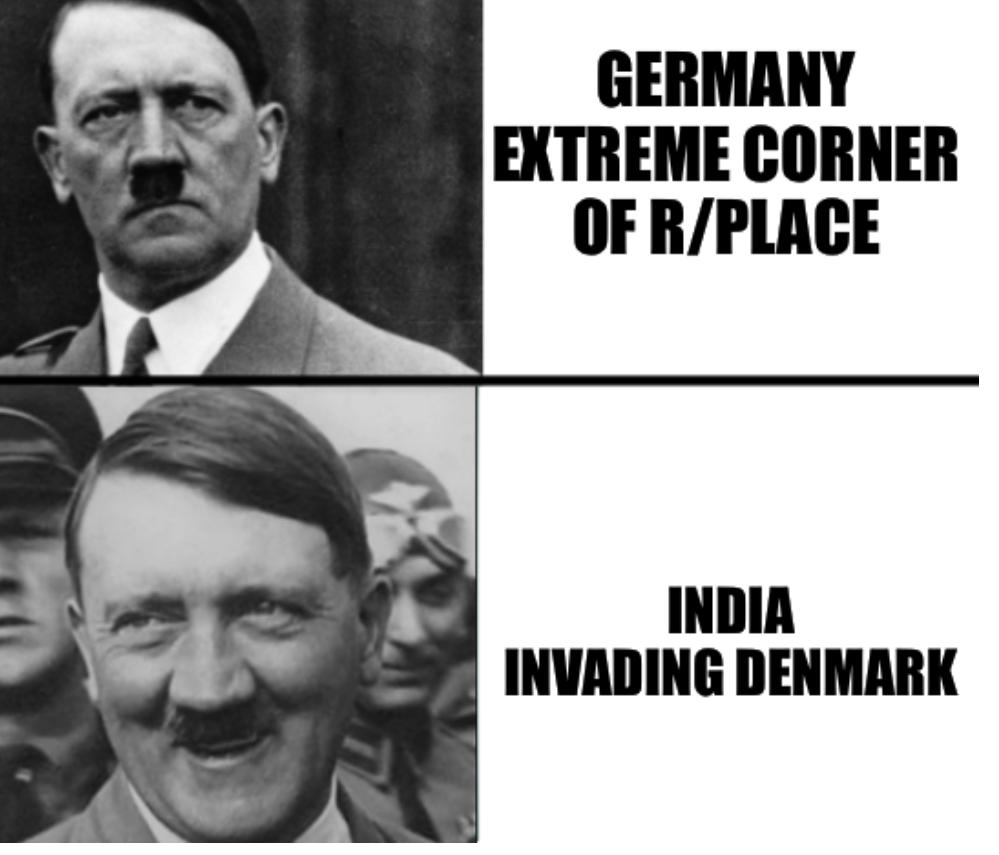 GERMANY
EXTREME CORNER
OF R/PLACE
INDIA
INVADING DENMARK